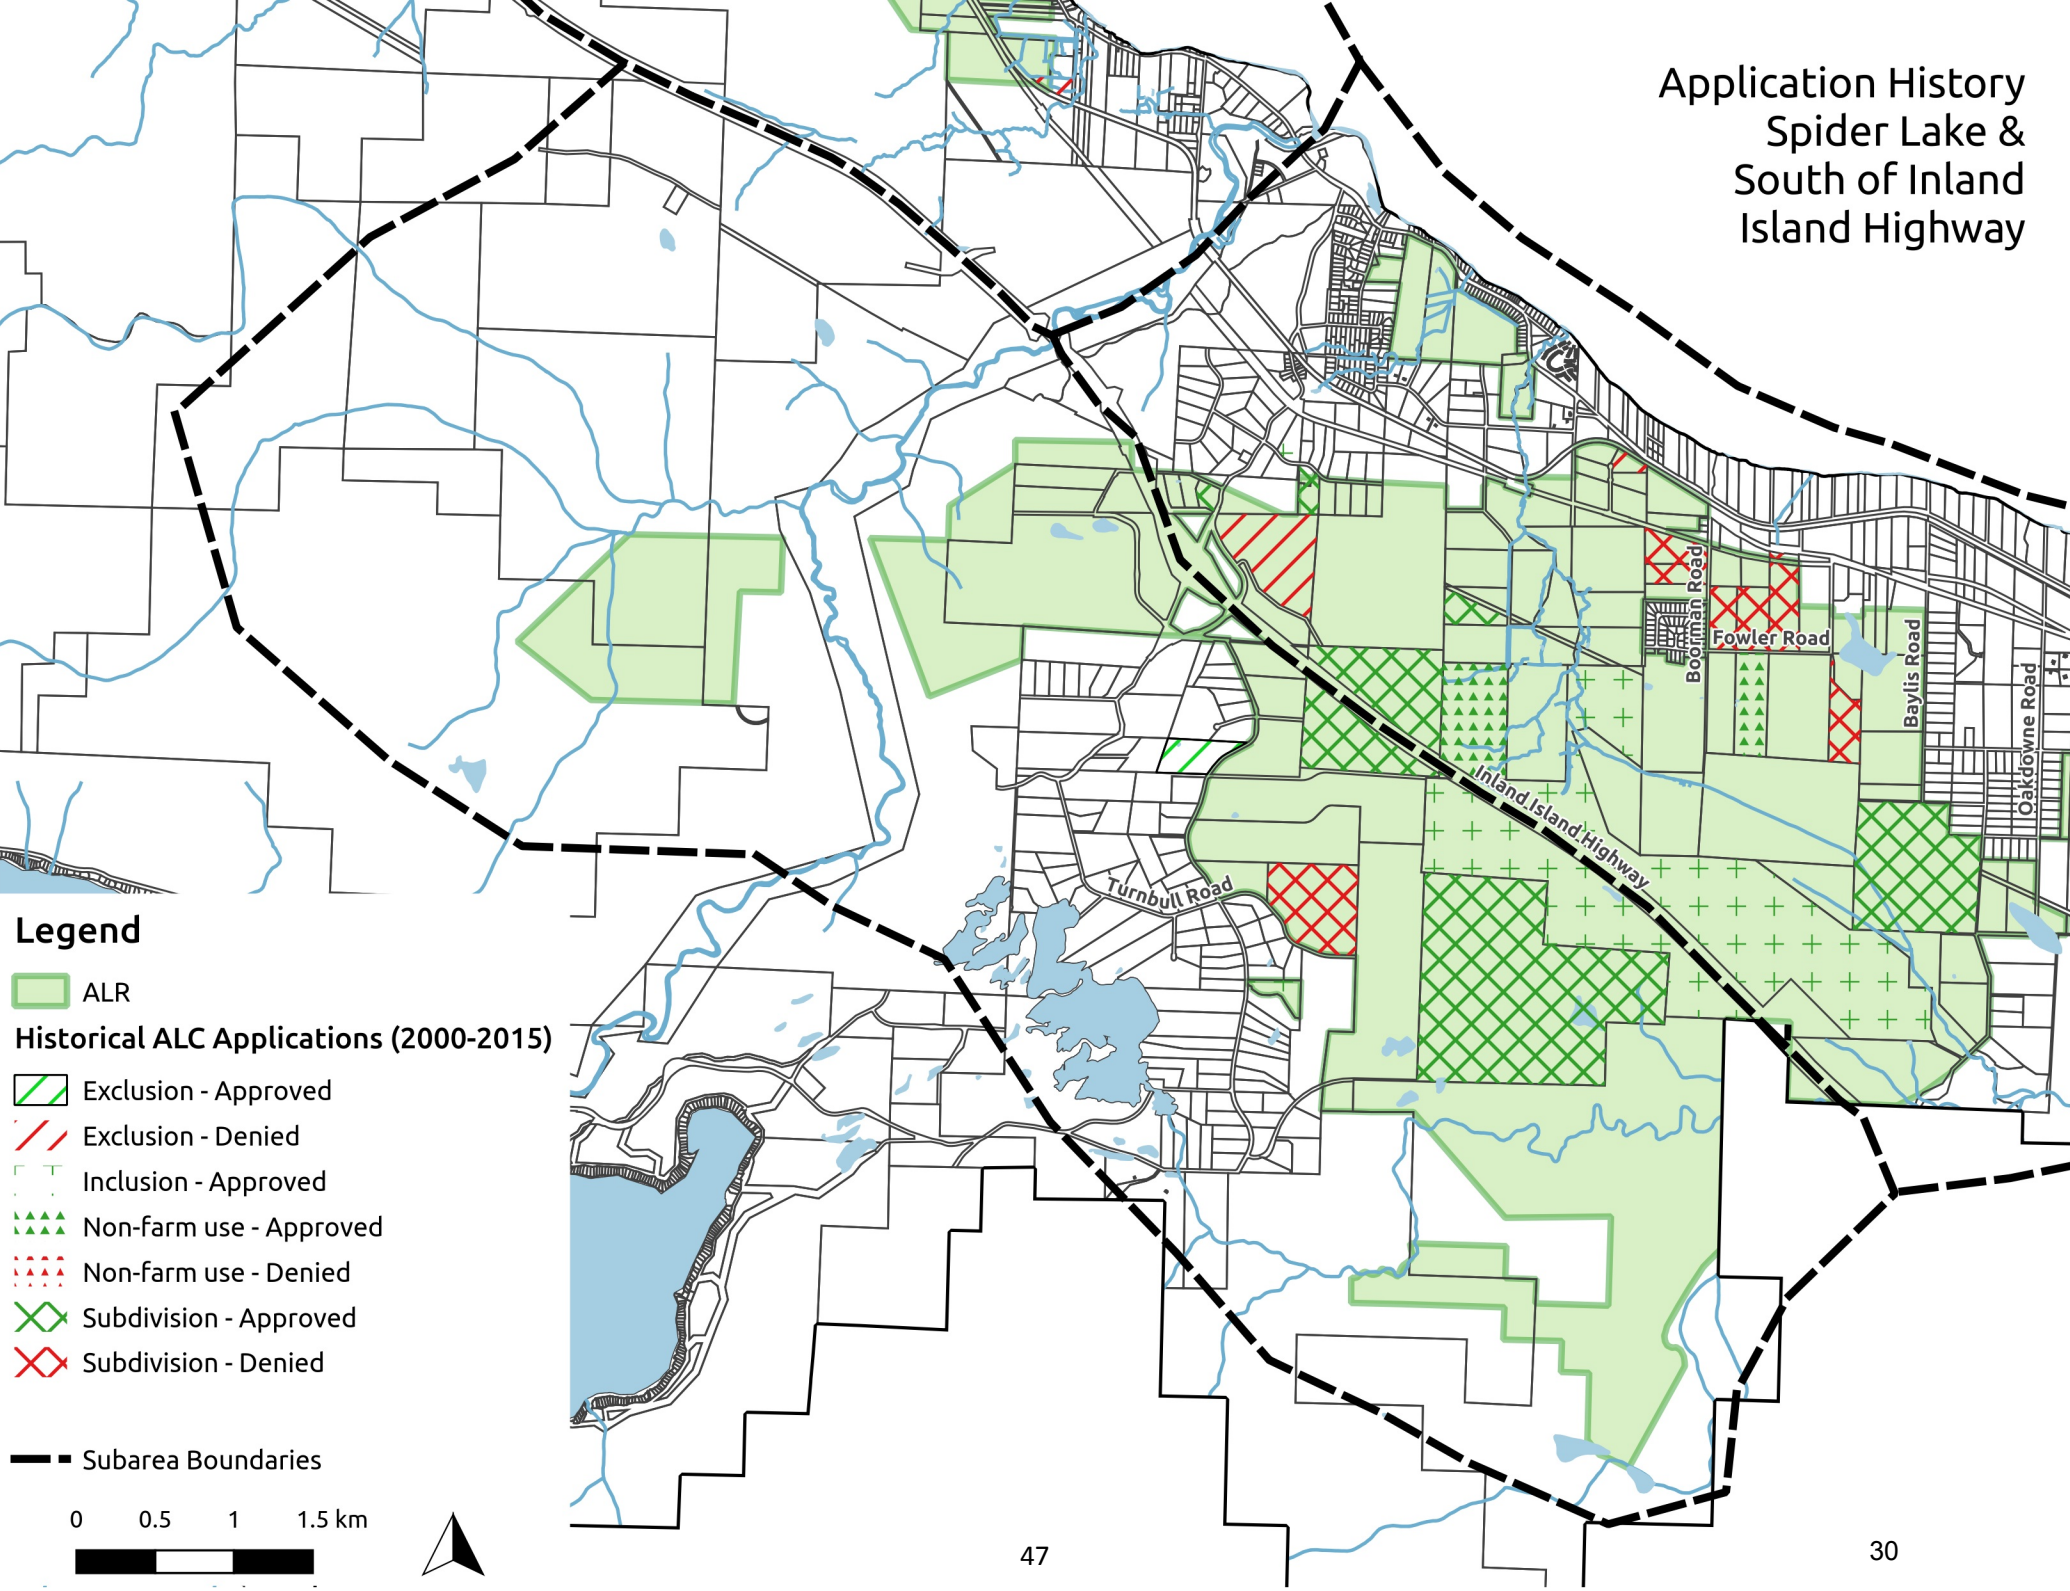 Application History
Spider Lake &
South of Inland
Island Highway
Boorman Road
Fowler Road
Baylis Road
Oakdowne Road
Inland Island Highway
Turnbull Road
Legend
ALR
Historical ALC Applications (2000-2015)
Exclusion - Approved
Exclusion - Denied
Inclusion - Approved
Non-farm use - Approved
Non-farm use - Denied
Subdivision - Approved
Subdivision - Denied
Subarea Boundaries
0 0.5 1 1.5 km
47
30